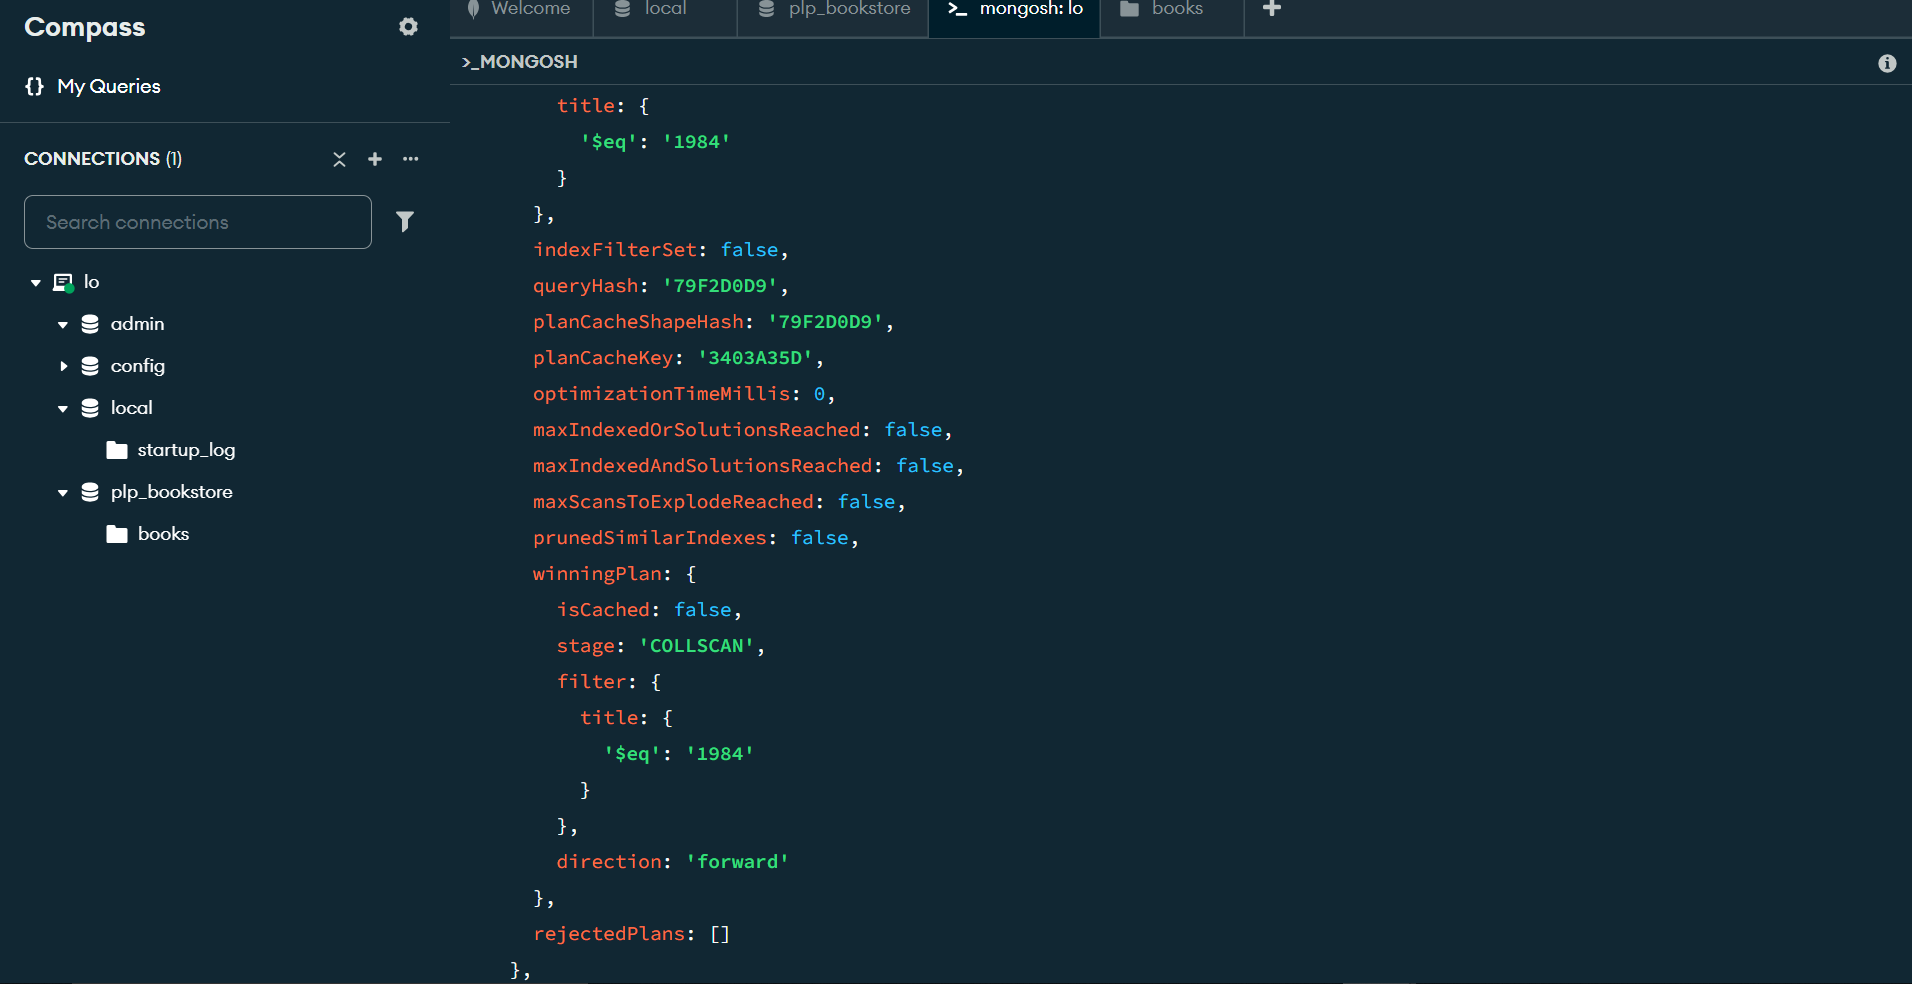 Compass
My Queries
CONNECTIONS (1)
Search connections
lo
admin
config
local
startup_log
plp_bookstore
books
Welcome
local
plp_bookstore
>_ mongosh: lo
books
>_MONGOSH
title: {
'$eq': '1984'
}
},
indexFilterSet: false,
queryHash: '79F2D0D9',
planCacheShapeHash: '79F2D0D9',
planCacheKey: '3403A35D',
optimizationTimeMillis: 0,
maxIndexedOrSolutionsReached: false,
maxIndexedAndSolutionsReached: false,
maxScansToExplodeReached: false,
prunedSimilarIndexes: false,
winningPlan: {
isCached: false,
stage: 'COLLSCAN',
filter: {
title: {
'$eq': '1984'
}
},
direction: 'forward'
},
rejectedPlans: []
},